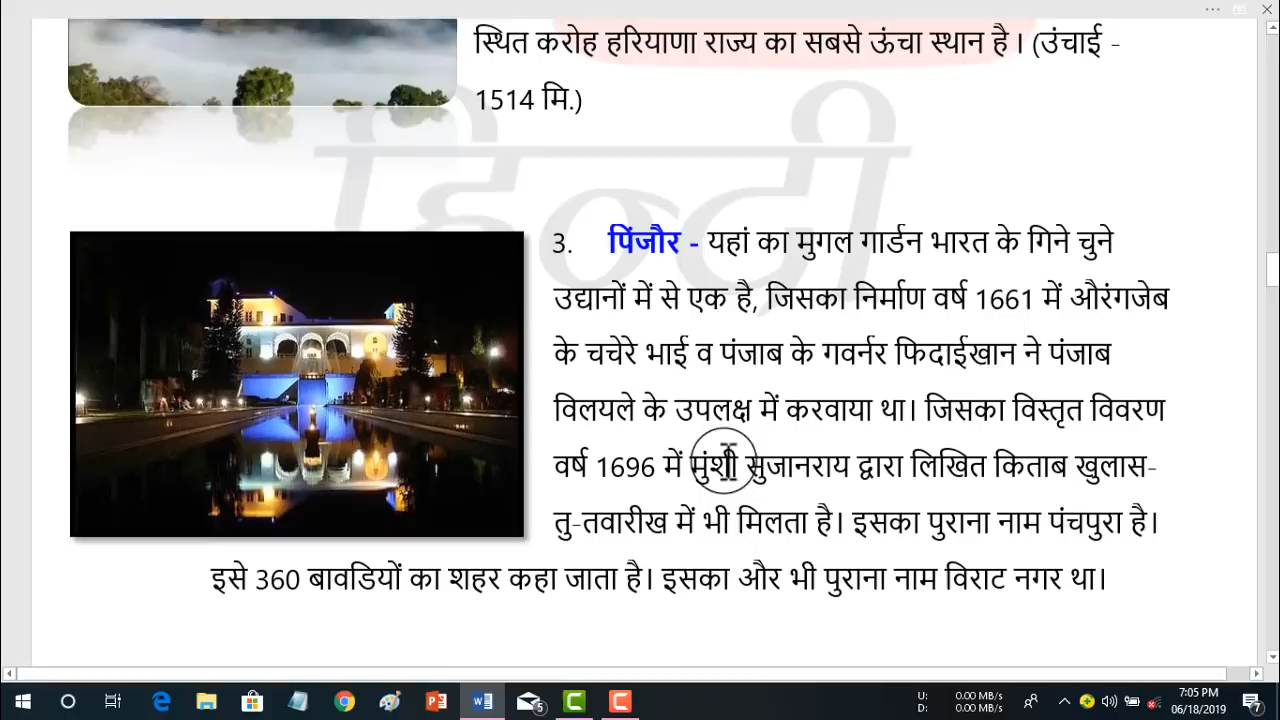 स्थित करोह हरियाणा राज्य का सबसे ऊंचा स्थान है। (उंचाई -
1514 मि.)
हिन्दी
3. पिंजौर - यहां का मुगल गार्डन भारत के गिने चुने
उद्यानों में से एक है, जिसका निर्माण वर्ष 1661 में औरंगजेब
के चचेरे भाई व पंजाब के गवर्नर फिदाईखान ने पंजाब
विलयले के उपलक्ष में करवाया था। जिसका विस्तृत विवरण
वर्ष 1696 में मुंशी सुजानराय द्वारा लिखित किताब खुलास-
तु-तवारीख में भी मिलता है। इसका पुराना नाम पंचपुरा है।
इसे 360 बावडियों का शहर कहा जाता है। इसका और भी पुराना नाम विराट नगर था।
U: 0.00 MB/s
D: 0.00 MB/s
5
7:05 PM
06/18/2019
7